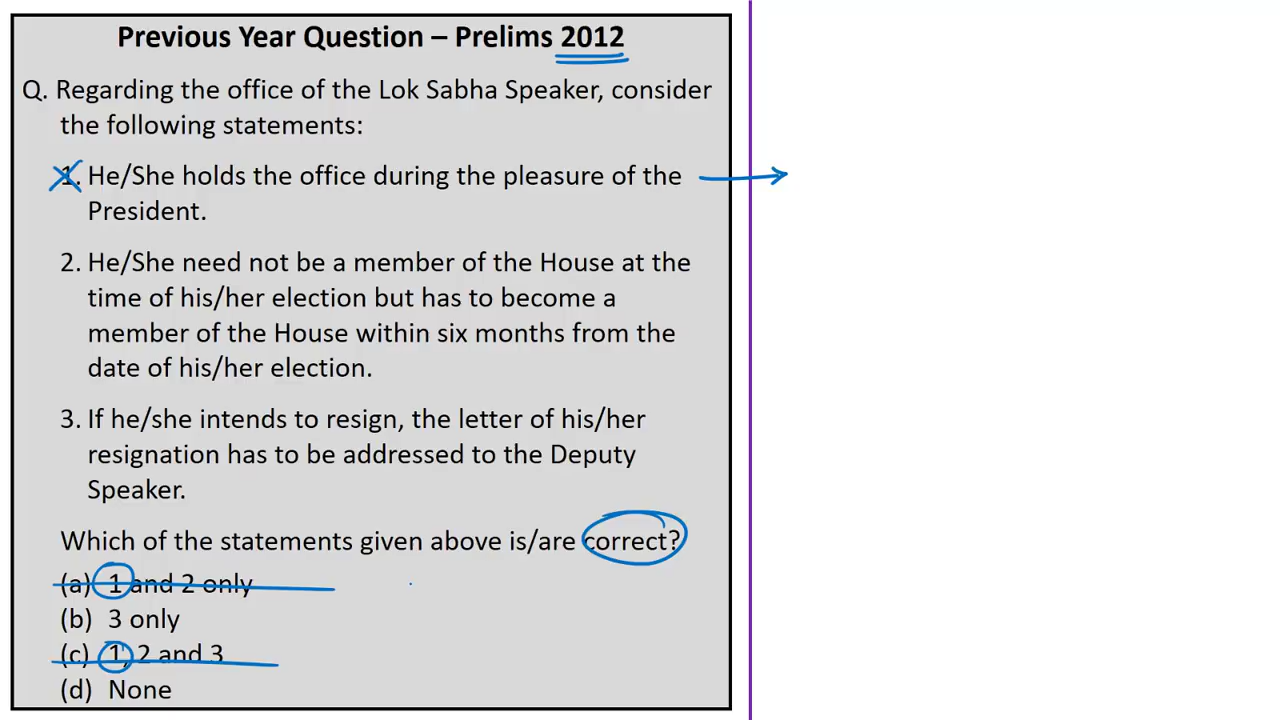 Previous Year Question – Prelims 2012
Q. Regarding the office of the Lok Sabha Speaker, consider
the following statements:
1. He/She holds the office during the pleasure of the
President.
2. He/She need not be a member of the House at the
time of his/her election but has to become a
member of the House within six months from the
date of his/her election.
3. If he/she intends to resign, the letter of his/her
resignation has to be addressed to the Deputy
Speaker.
Which of the statements given above is/are correct?
(a) 1 and 2 only
(b) 3 only
(c) 1, 2 and 3
(d) None